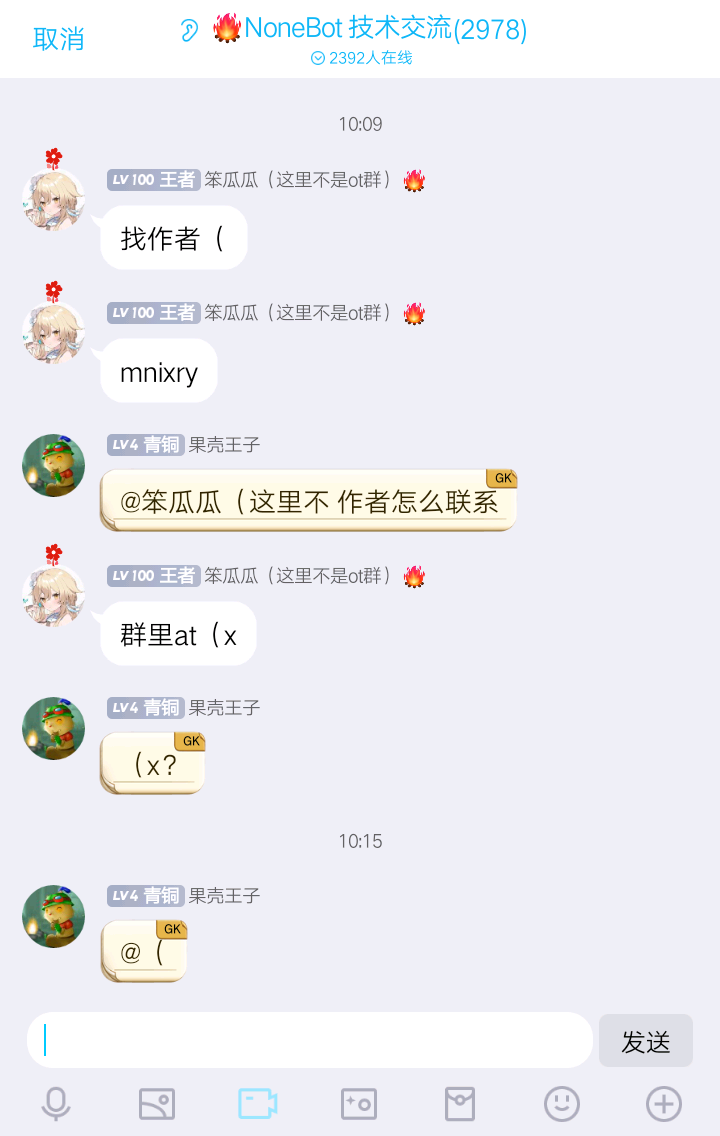 取消
🔥NoneBot 技术交流(2978)
2392人在线
10:09
LV100 王者 笨瓜瓜（这里不是ot群）🔥
找作者（
LV100 王者 笨瓜瓜（这里不是ot群）🔥
mnixry
LV4 青铜 果壳王子
GK
@笨瓜瓜（这里不 作者怎么联系
LV100 王者 笨瓜瓜（这里不是ot群）🔥
群里at（x
LV4 青铜 果壳王子
GK
（x？
10:15
LV4 青铜 果壳王子
GK
@（
发送